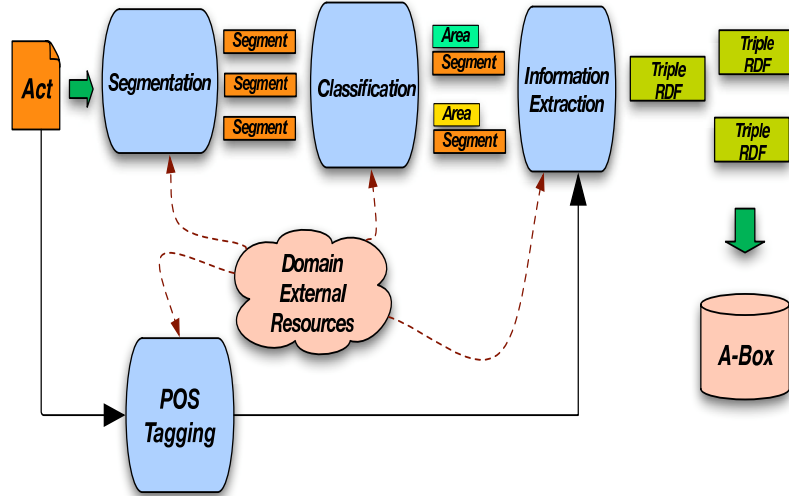 Act
Segmentation
Segment
Segment
Segment
Classification
Area
Segment
Area
Segment
Information
Extraction
Triple
RDF
Triple
RDF
Triple
RDF
Domain
External
Resources
A-Box
POS
Tagging